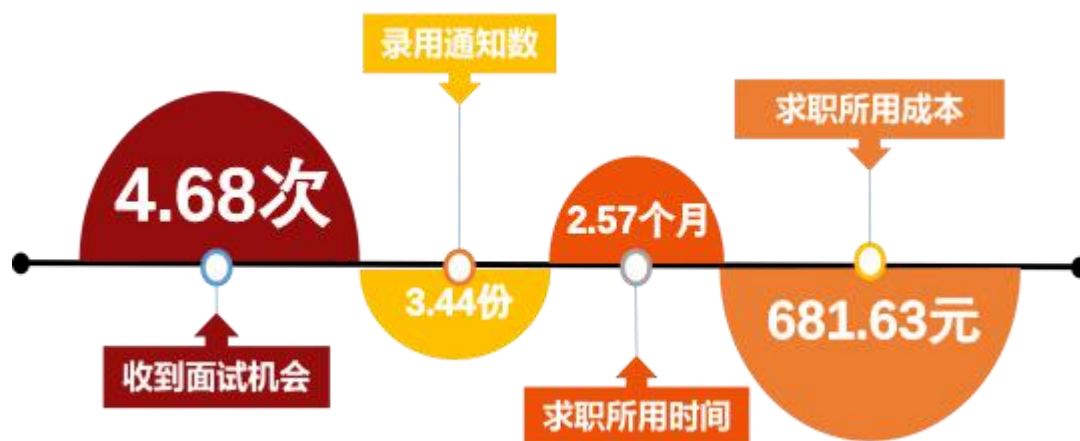 录用通知数
求职所用成本
4.68次
2.57个月
3.44份
681.63元
收到面试机会
求职所用时间